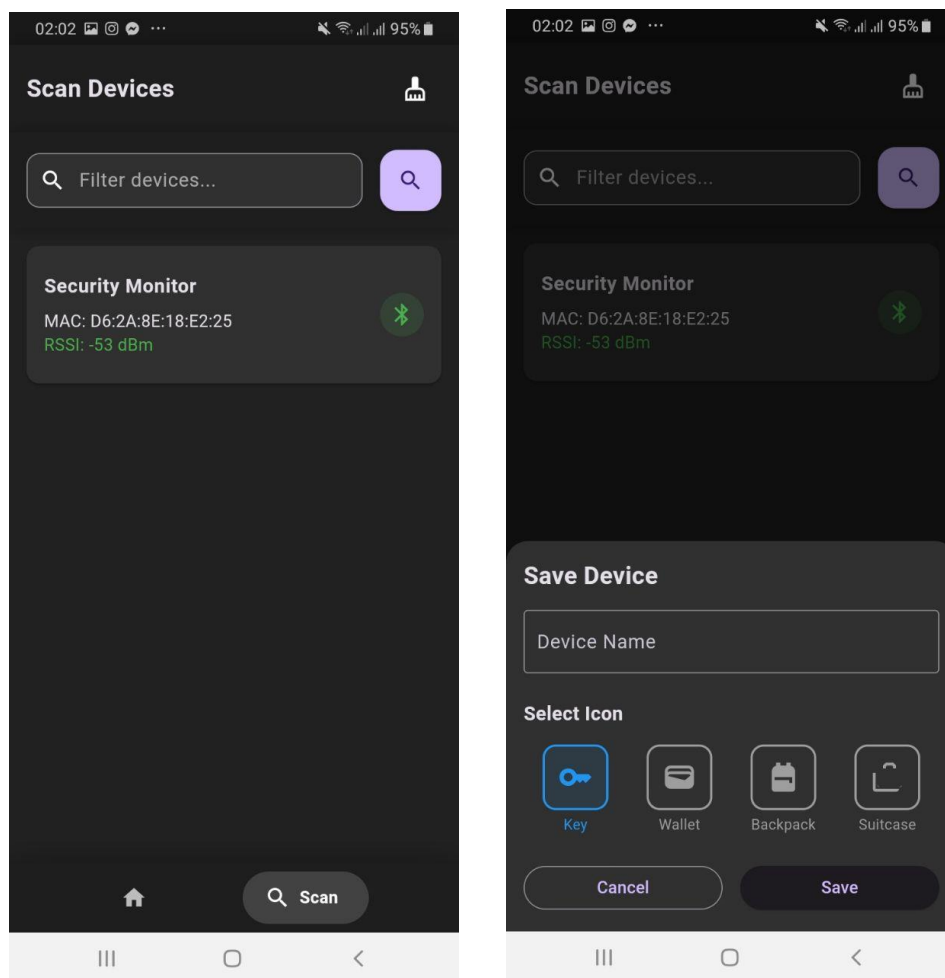 02:02 ... 95%
Scan Devices
Filter devices...
Security Monitor
MAC: D6:2A:8E:18:E2:25
RSSI: -53 dBm
Scan
02:02 ... 95%
Scan Devices
Filter devices...
Security Monitor
MAC: D6:2A:8E:18:E2:25
RSSI: -53 dBm
Save Device
Device Name
Select Icon
Key Wallet Backpack Suitcase
Cancel Save